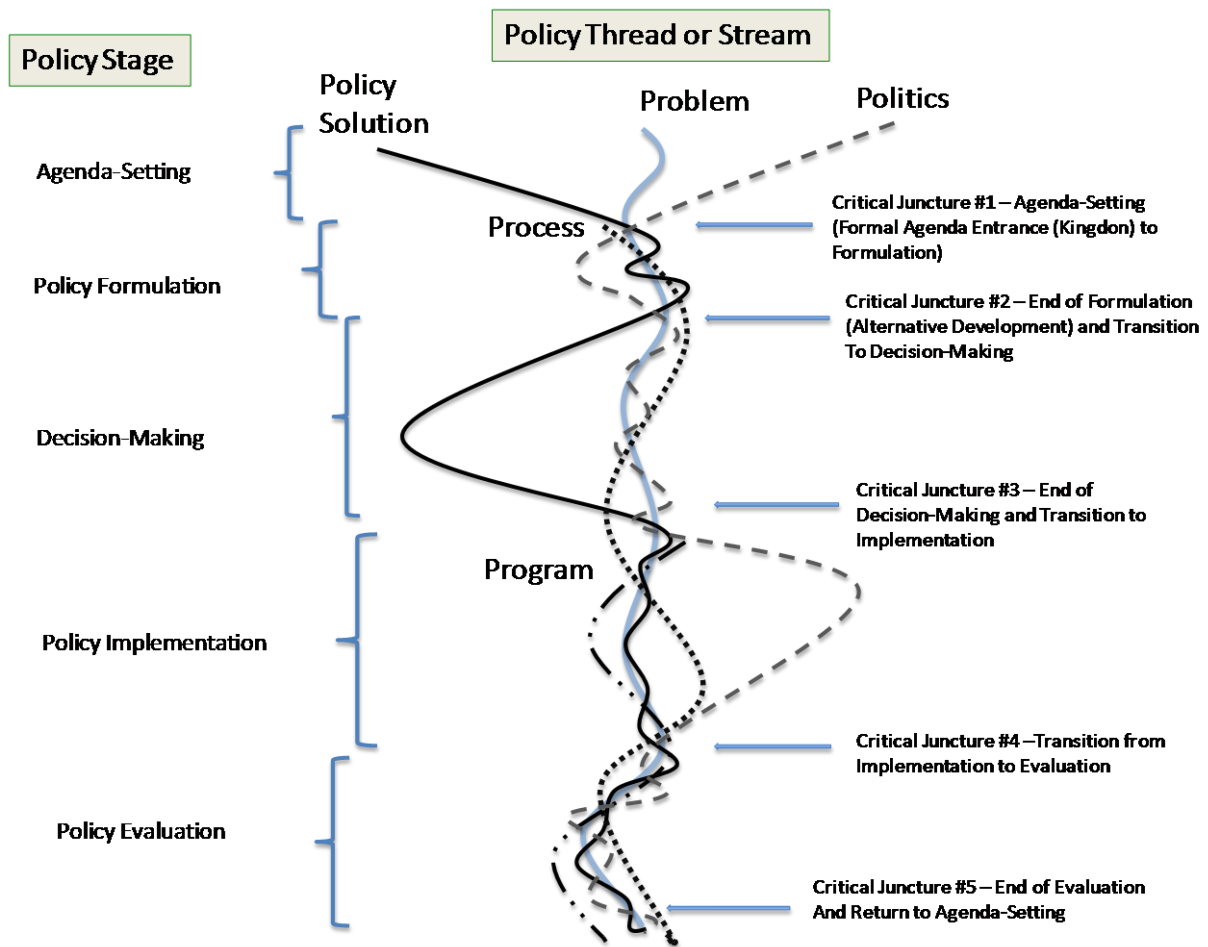 Policy Stage
Policy Thread or Stream
Policy
Solution
Problem
Politics
Agenda-Setting
Critical Juncture #1 – Agenda-Setting
(Formal Agenda Entrance (Kingdon) to
Formulation)
Process
Policy Formulation
Critical Juncture #2 – End of Formulation
(Alternative Development) and Transition
To Decision-Making
Decision-Making
Critical Juncture #3 – End of
Decision-Making and Transition to
Implementation
Program
Policy Implementation
Critical Juncture #4 –Transition from
Implementation to Evaluation
Policy Evaluation
Critical Juncture #5 – End of Evaluation
And Return to Agenda-Setting